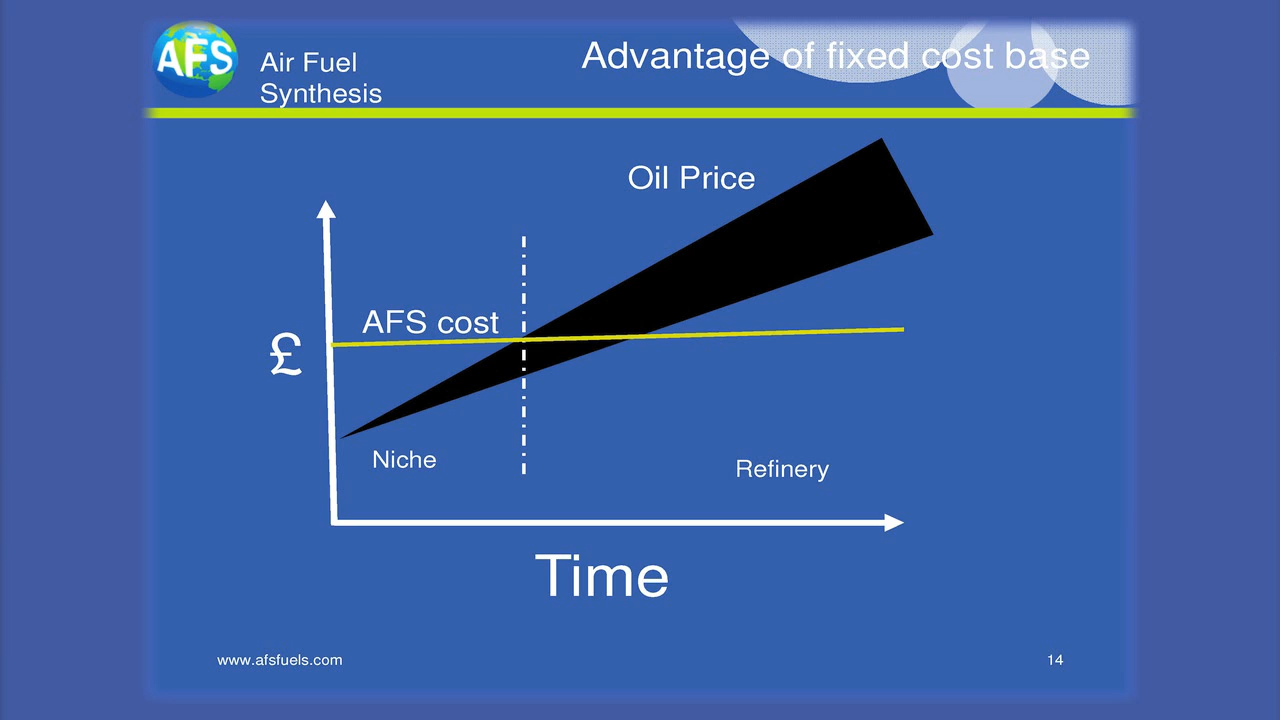 AFS
Air Fuel
Synthesis
Advantage of fixed cost base
Oil Price
AFS cost
£
Niche
Refinery
Time
www.afsfuels.com
14